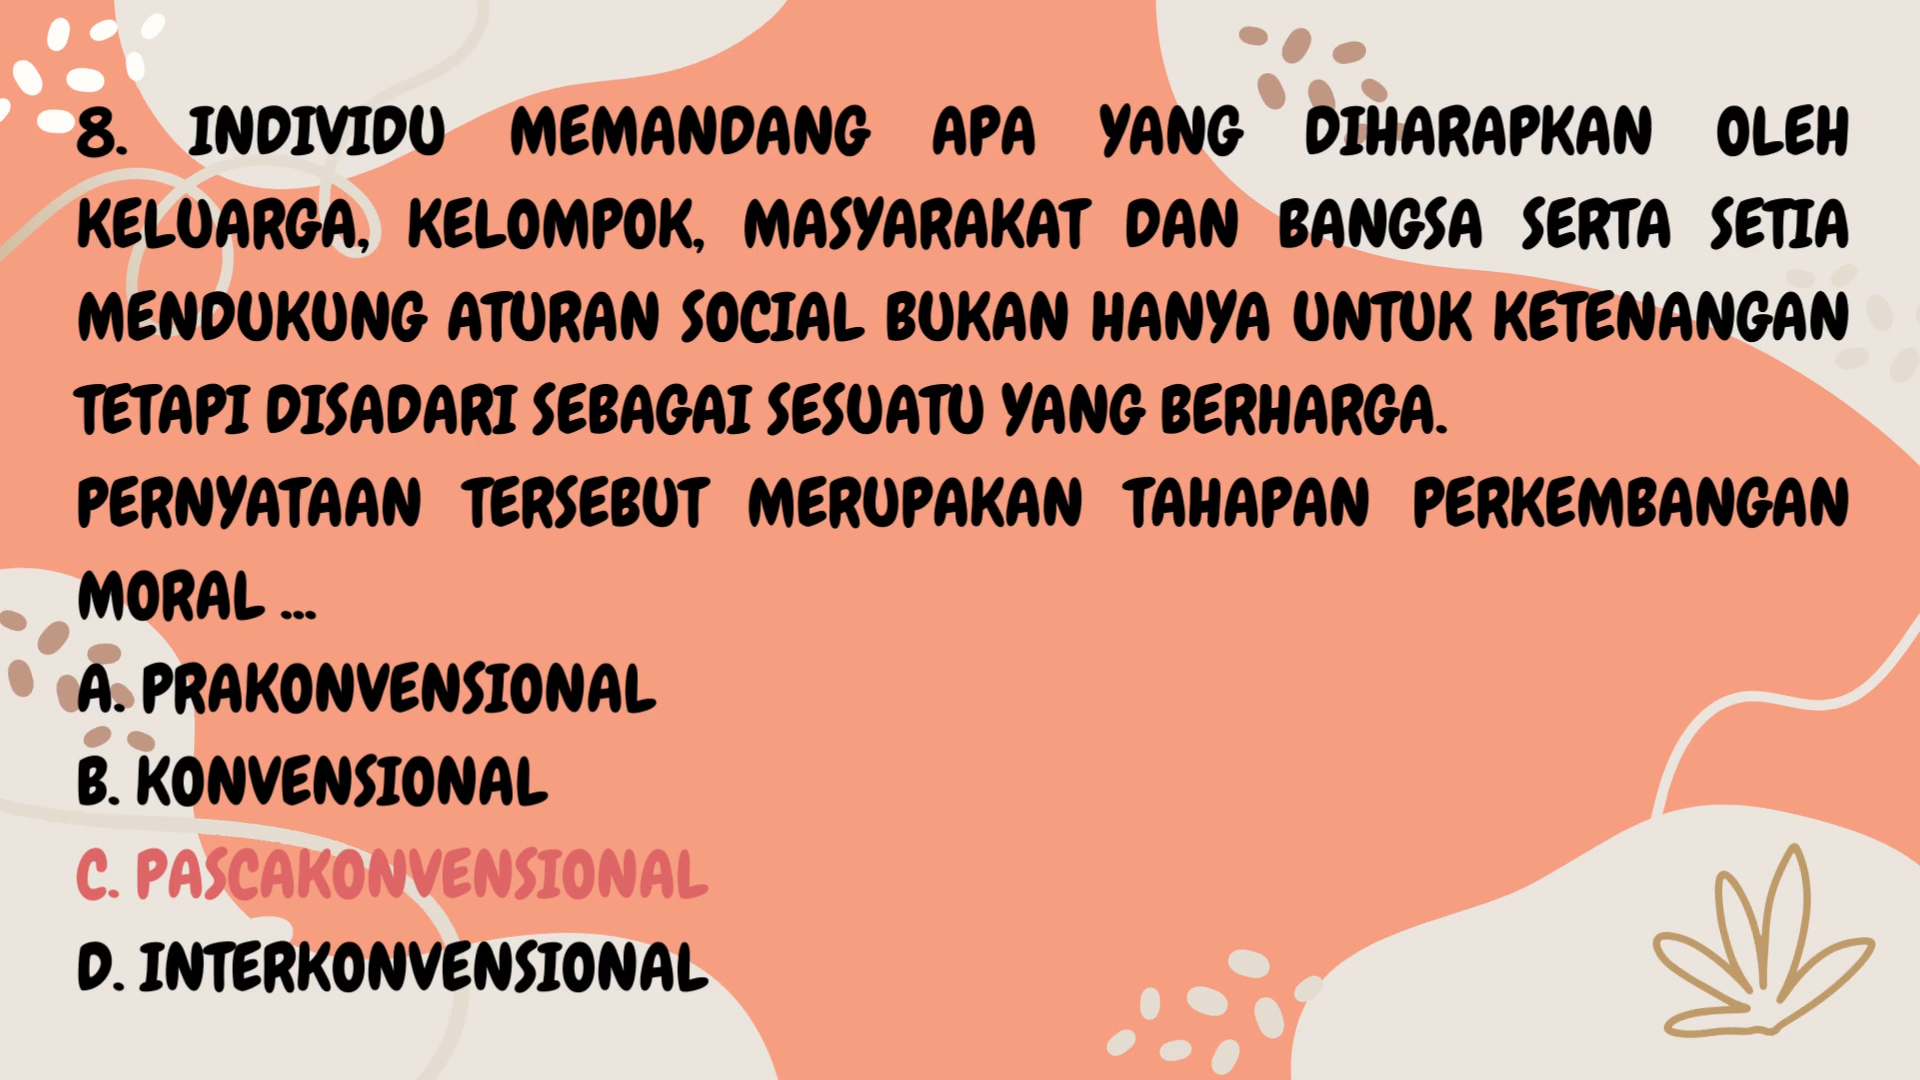 8. INDIVIDU MEMANDANG APA YANG DIHARAPKAN OLEH
KELUARGA, KELOMPOK, MASYARAKAT DAN BANGSA SERTA SETIA
MENDUKUNG ATURAN SOCIAL BUKAN HANYA UNTUK KETENANGAN
TETAPI DISADARI SEBAGAI SESUATU YANG BERHARGA.
PERNYATAAN TERSEBUT MERUPAKAN TAHAPAN PERKEMBANGAN
MORAL ...
A. PRAKONVENSIONAL
B. KONVENSIONAL
C. PASCAKONVENSIONAL
D. INTERKONVENSIONAL